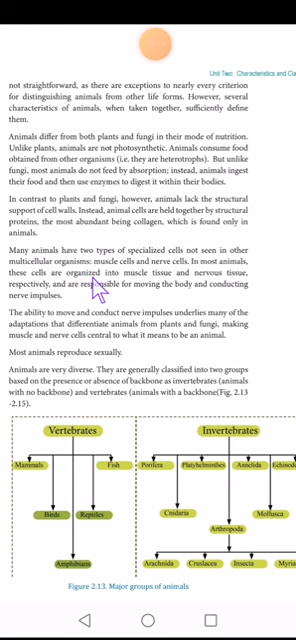 Unit Two: Characteristics and Cla
not straightforward, as there are exceptions to nearly every criterion
for distinguishing animals from other life forms. However, several
characteristics of animals, when taken together, sufficiently define
them.
Animals differ from both plants and fungi in their mode of nutrition.
Unlike plants, animals are not photosynthetic. Animals consume food
obtained from other organisms (i.e. they are heterotrophs). But unlike
fungi, most animals do not feed by absorption; instead, animals ingest
their food and then use enzymes to digest it within their bodies.
In contrast to plants and fungi, however, animals lack the structural
support of cell walls. Instead, animal cells are held together by structural
proteins, the most abundant being collagen, which is found only in
animals.
Many animals have two types of specialized cells not seen in other
multicellular organisms: muscle cells and nerve cells. In most animals,
these cells are organized into muscle tissue and nervous tissue,
respectively, and are responsible for moving the body and conducting
nerve impulses.
The ability to move and conduct nerve impulses underlies many of the
adaptations that differentiate animals from plants and fungi, making
muscle and nerve cells central to what it means to be an animal.
Most animals reproduce sexually.
Animals are very diverse. They are generally classified into two groups
based on the presence or absence of backbone as invertebrates (animals
with no backbone) and vertebrates (animals with a backbone(Fig. 2.13
-2.15).
Vertebrates Invertebrates
Mammals Fish Porifera Platyhelminthes Annelida Echinode
Birds Reptiles Cnidaria Mollusca
Arthropoda
Amphibians Arachnida Cruslacea Insecta Myria
Figure 2.13. Major groups of animals